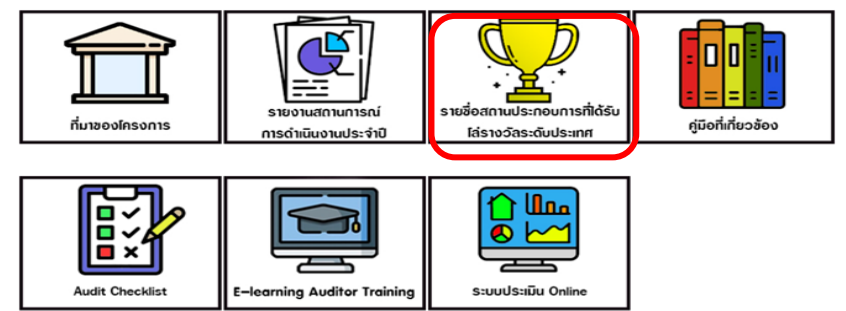 ที่มาของโครงการ
รายงานสถานการณ์
การดำเนินงานประจำปี
รายชื่อสถานประกอบการที่ได้รับ
โล่รางวัลระดับประเทศ
คู่มือที่เกี่ยวข้อง
Audit Checklist
E-learning Auditor Training
ระบบประเมิน Online